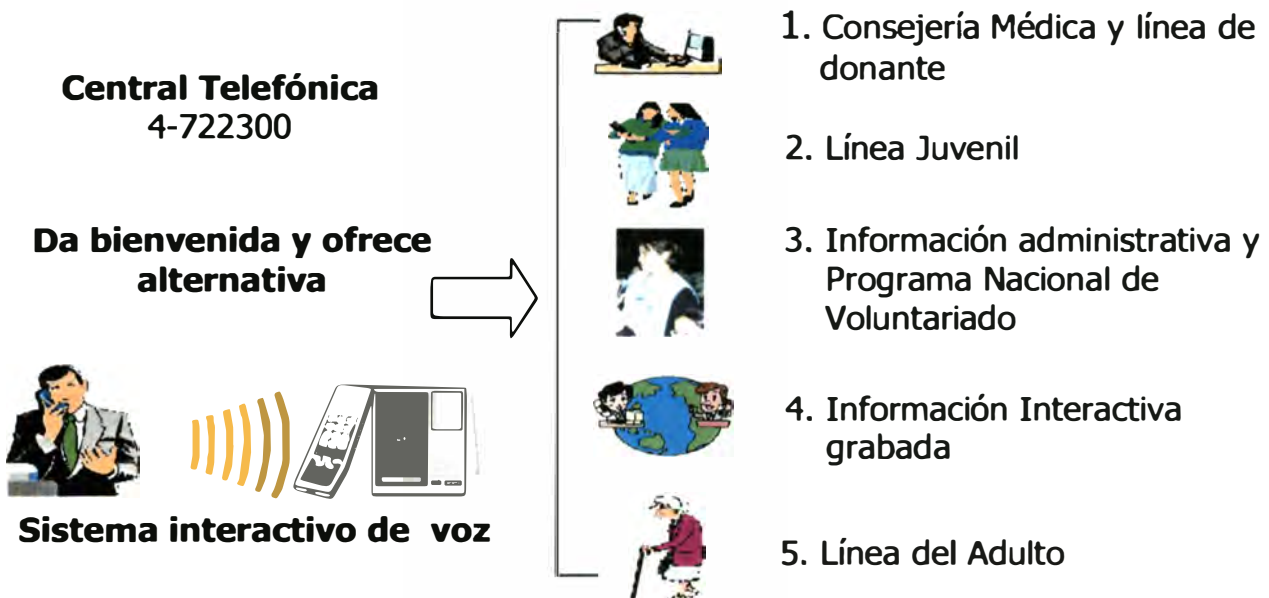 Central Telefónica
4-722300
Da bienvenida y ofrece
alternativa
Sistema interactivo de voz
1. Consejería Médica y línea de
donante
2. Línea Juvenil
3. Información administrativa y
Programa Nacional de
Voluntariado
4. Información Interactiva
grabada
5. Línea del Adulto